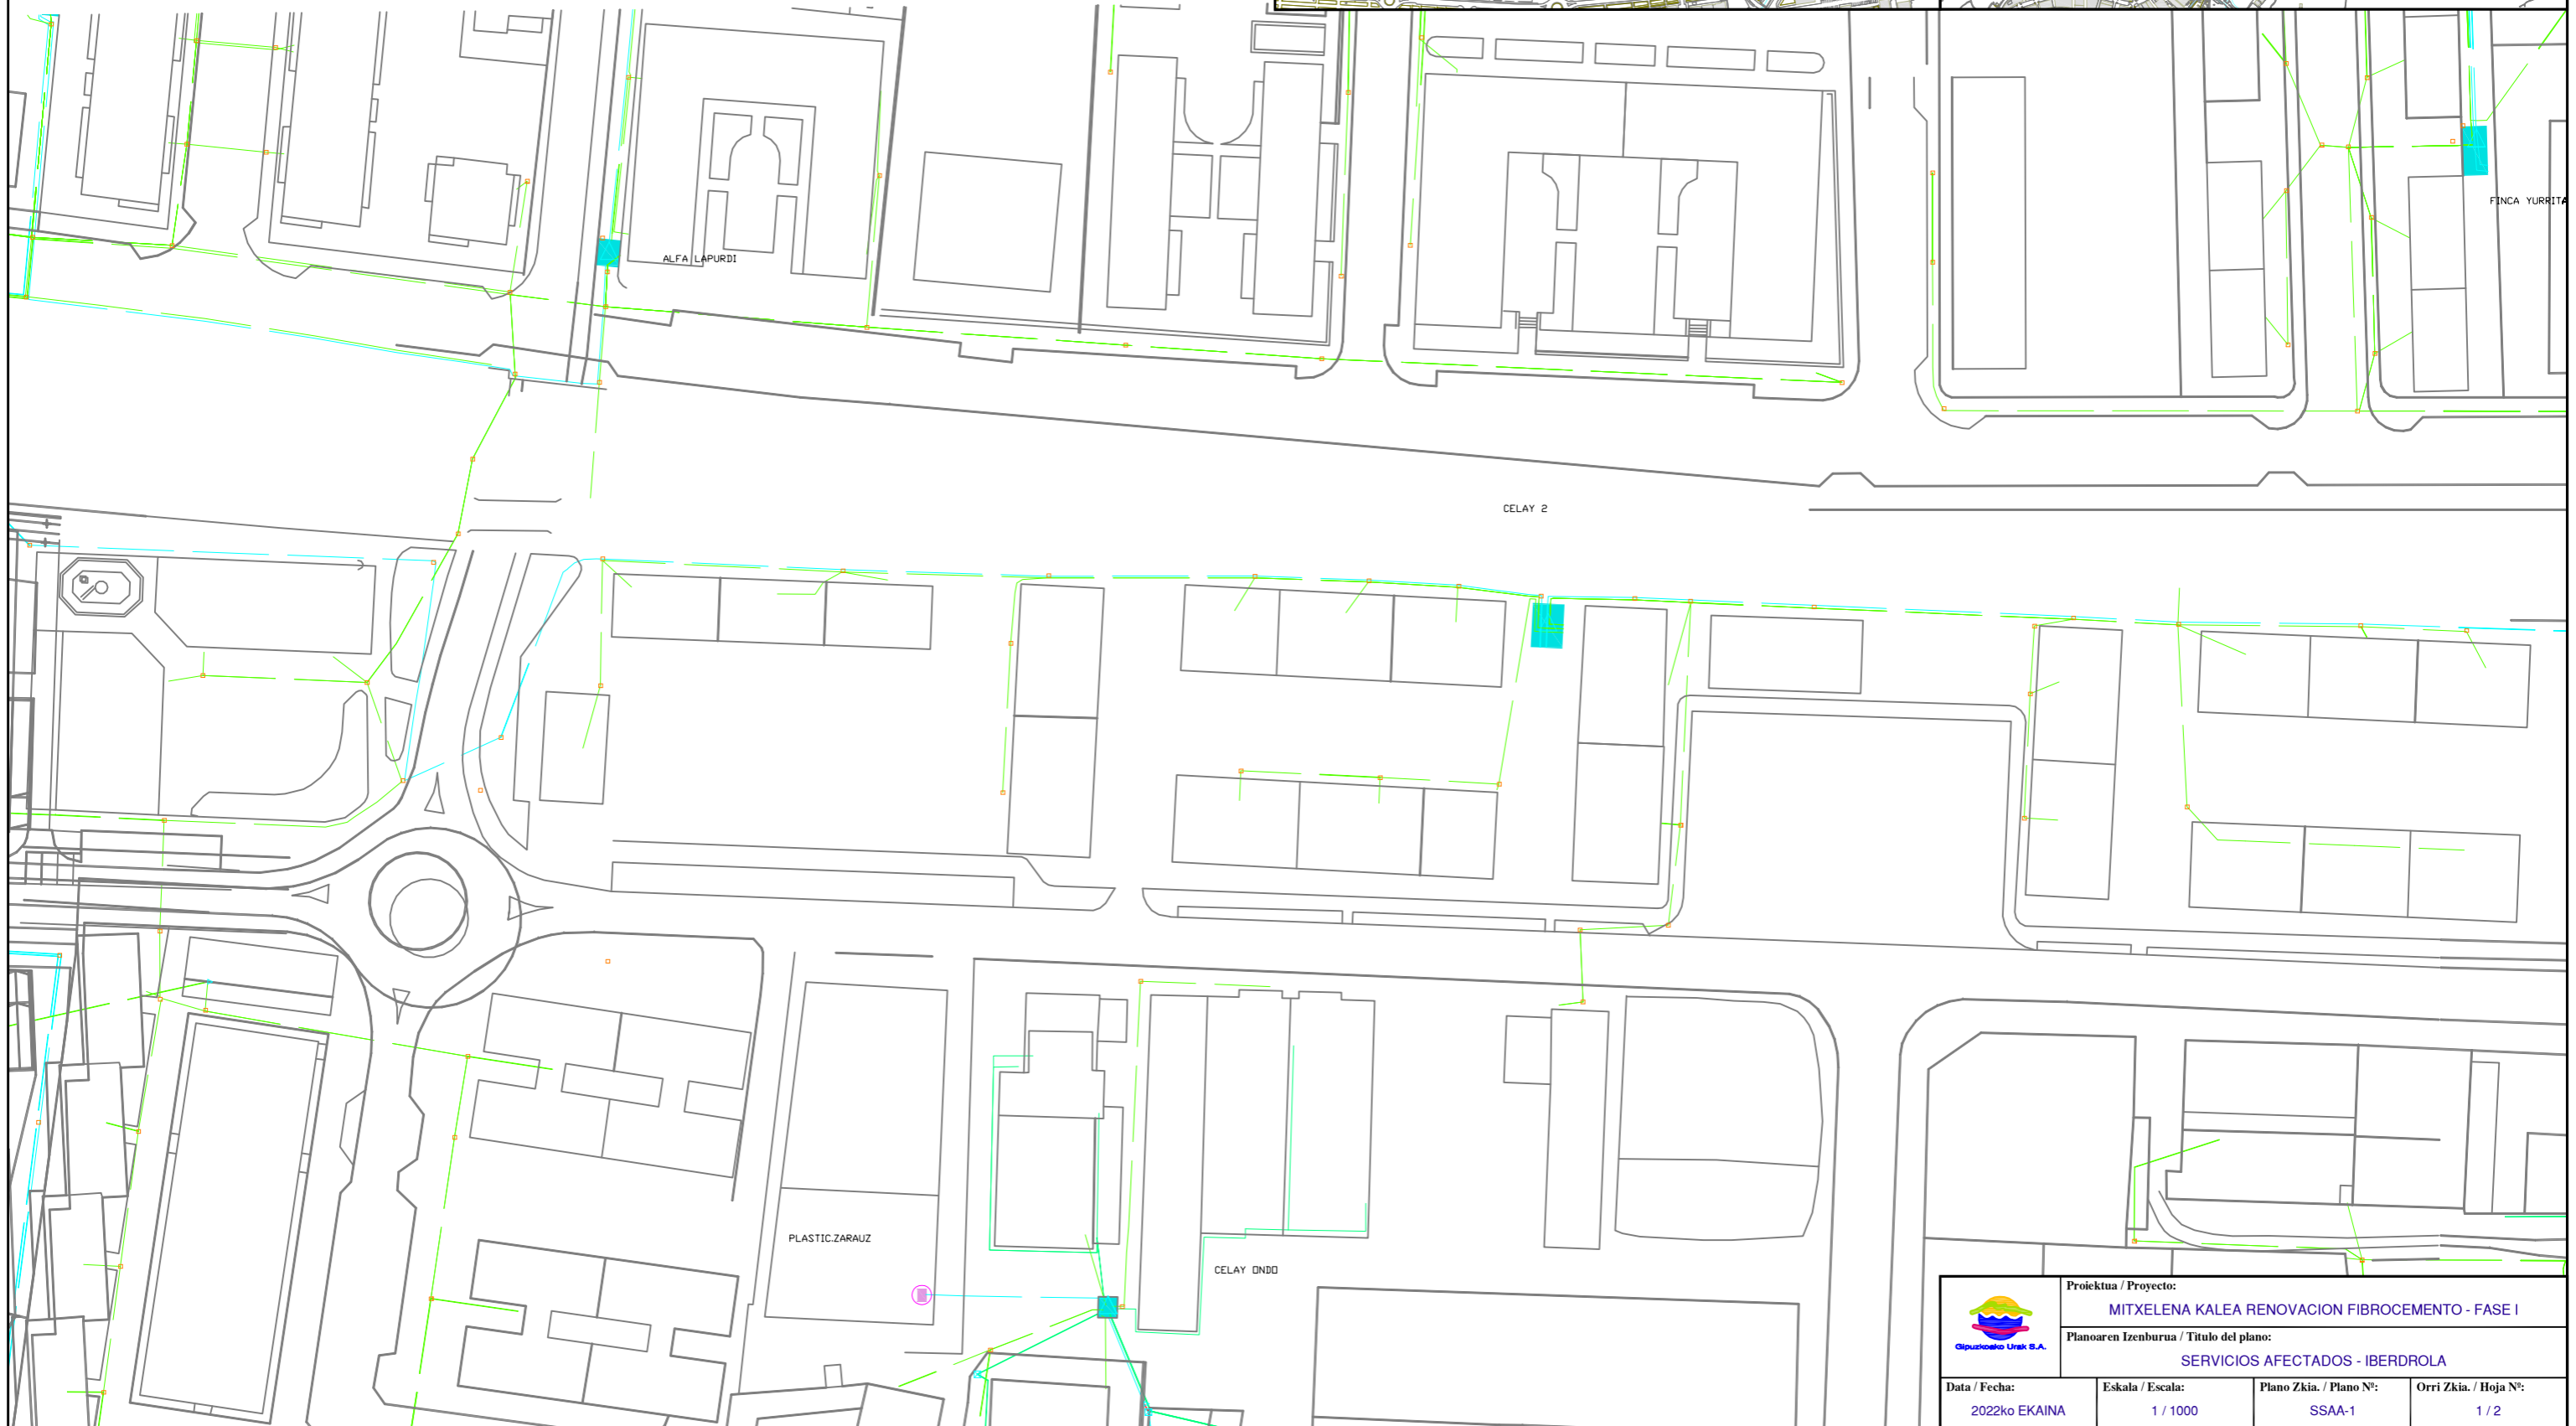 FINCA YURRITA
ALFA LAPURDI
CELAY 2
PLASTIC.ZARAUZ
CELAY ONDO
Gipuzkoako Urak S.A.
Proiektua / Proyecto:
MITXELENA KALEA RENOVACION FIBROCEMENTO - FASE I
Planoaren Izenburua / Título del plano:
SERVICIOS AFECTADOS - IBERDROLA
Data / Fecha:
2022ko EKAINA
Eskala / Escala:
1 / 1000
Plano Zkia. / Plano Nº:
SSAA-1
Orri Zkia. / Hoja Nº:
1 / 2